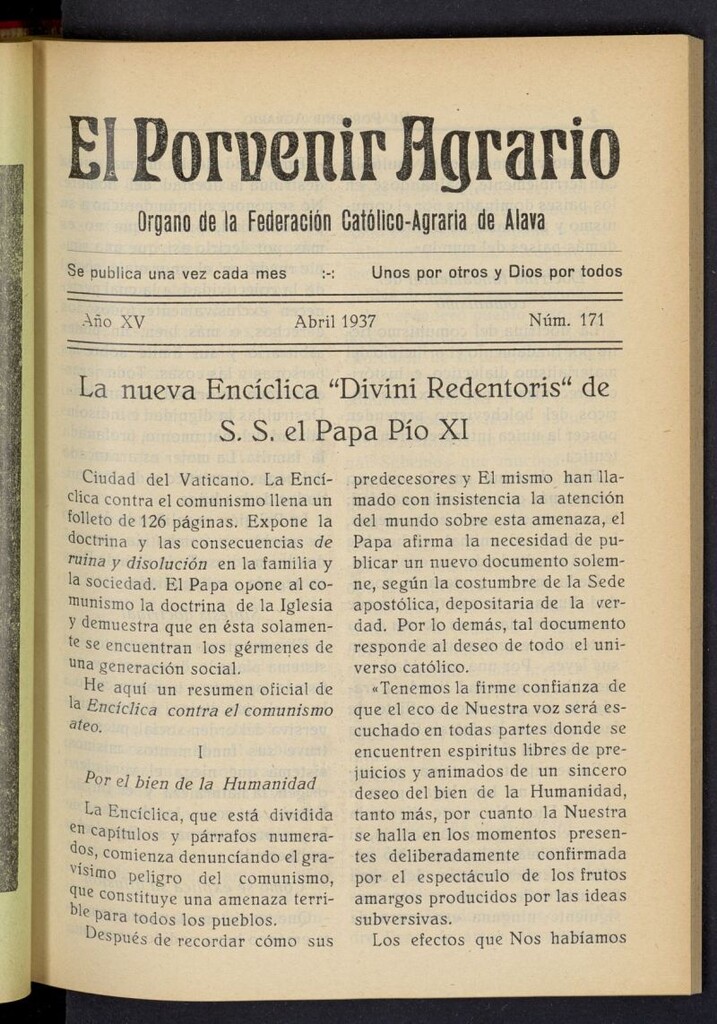 El Porvenir Agrario
Organo de la Federación Católico-Agraria de Alava
Se publica una vez cada mes :-: Unos por otros y Dios por todos
Año XV Abril 1937 Núm. 171
La nueva Encíclica “Divini Redentoris“ de
S. S. el Papa Pío XI
Ciudad del Vaticano. La Encí-
clica contra el comunismo llena un
folleto de 126 páginas. Expone la
doctrina y las consecuencias de
ruina y disolución en la familia y
la sociedad. El Papa opone al co-
munismo la doctrina de la Iglesia
y demuestra que en ésta solamen-
te se encuentran los gérmenes de
una generación social.
He aquí un resumen oficial de
la Encíclica contra el comunismo
ateo.
I
Por el bien de la Humanidad
La Encíclica, que está dividida
en capítulos y párrafos numera-
dos, comienza denunciando el gra-
vísimo peligro del comunismo,
que constituye una amenaza terri-
ble para todos los pueblos.
Después de recordar cómo sus
predecesores y El mismo han lla-
mado con insistencia la atención
del mundo sobre esta amenaza, el
Papa afirma la necesidad de pu-
blicar un nuevo documento solem-
ne, según la costumbre de la Sede
apostólica, depositaria de la ver-
dad. Por lo demás, tal documento
responde al deseo de todo el uni-
verso católico.
«Tenemos la firme confianza de
que el eco de Nuestra voz será es-
cuchado en todas partes donde se
encuentren espiritus libres de pre-
juicios y animados de un sincero
deseo del bien de la Humanidad,
tanto más, por cuanto la Nuestra
se halla en los momentos presen-
tes deliberadamente confirmada
por el espectáculo de los frutos
amargos producidos por las ideas
subversivas.
Los efectos que Nos habíamos